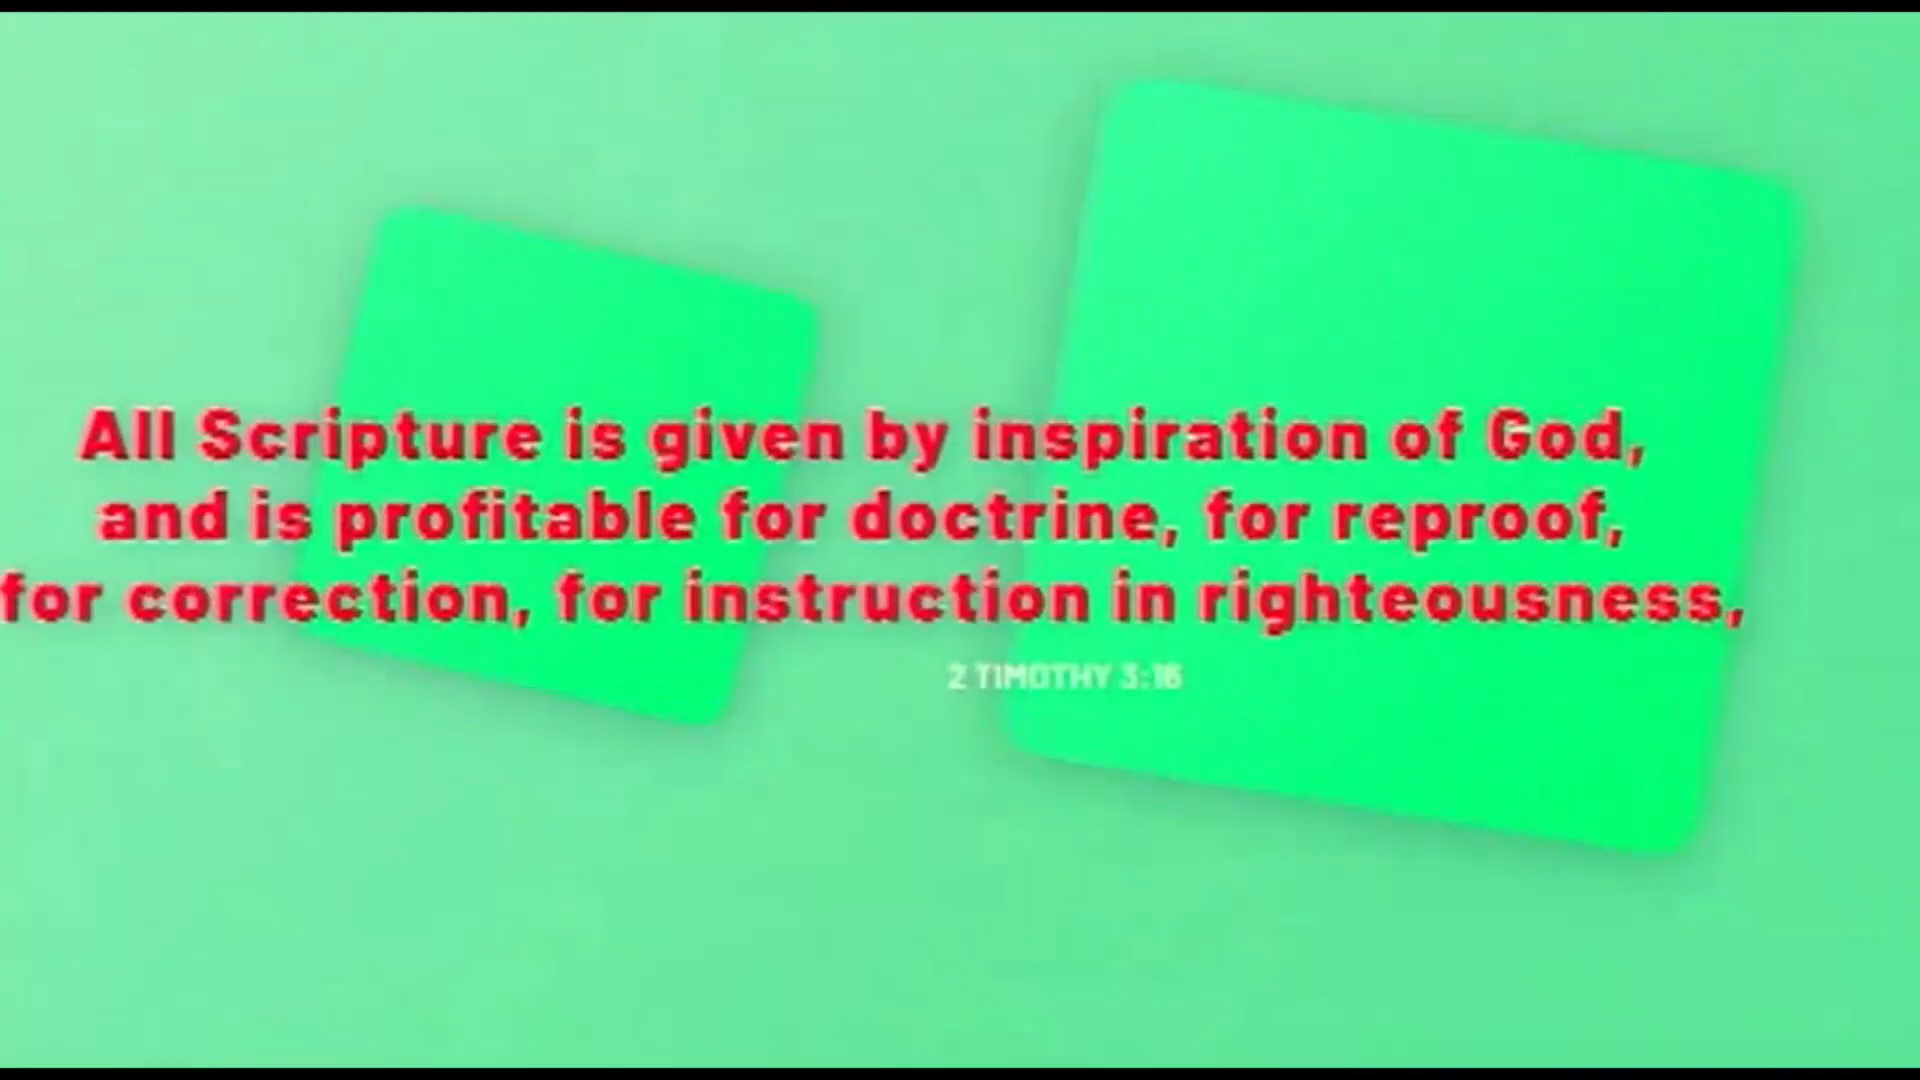 All Scripture is given by inspiration of God,
and is profitable for doctrine, for reproof,
for correction, for instruction in righteousness,
2 TIMOTHY 3:16